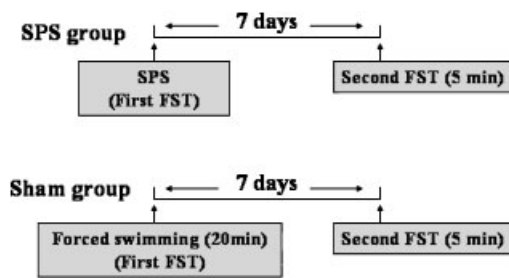 SPS group
7 days
SPS
(First FST)
Second FST (5 min)
Sham group
7 days
Forced swimming (20min)
(First FST)
Second FST (5 min)